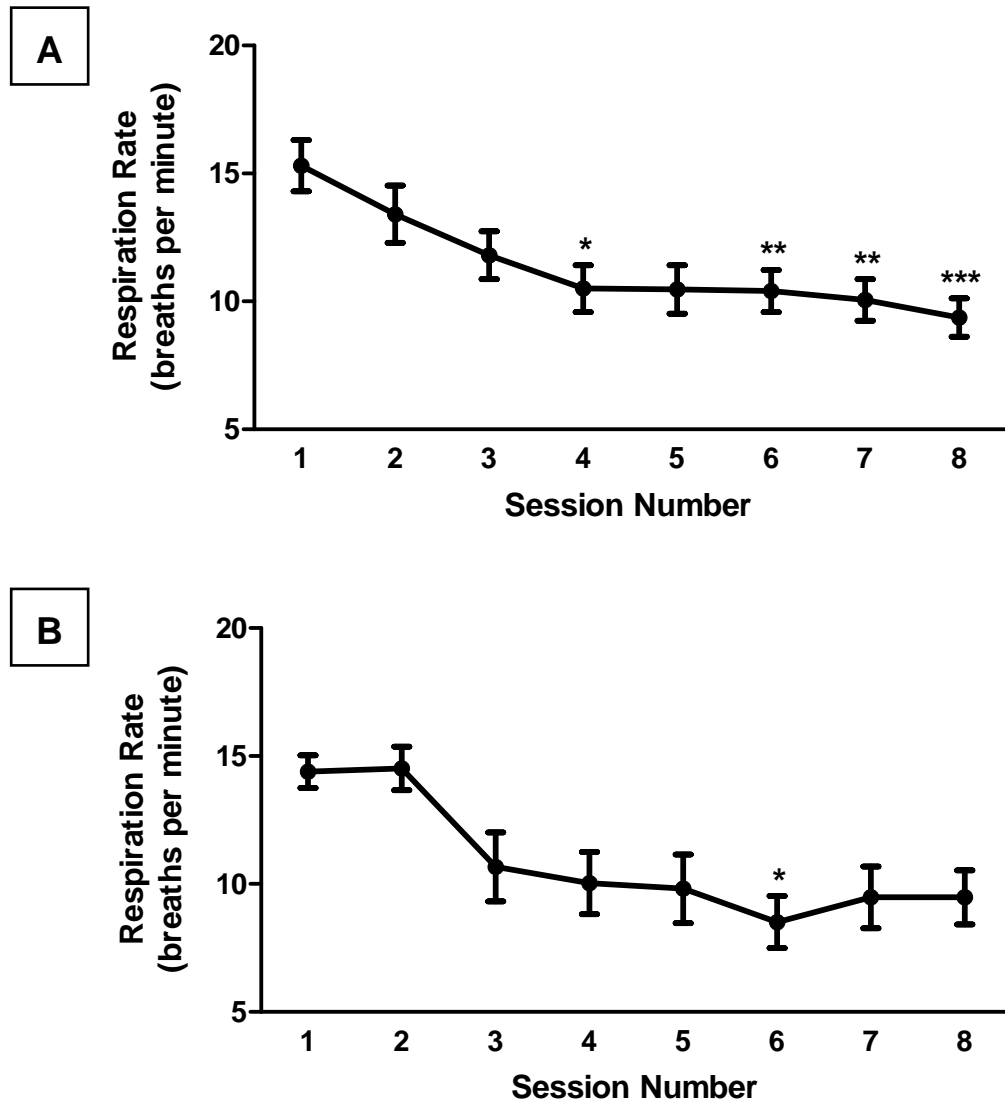 A
Respiration Rate
(breaths per minute)
20
15
10
5
*
**
**
***
1 2 3 4 5 6 7 8
Session Number
B
Respiration Rate
(breaths per minute)
20
15
10
5
*
1 2 3 4 5 6 7 8
Session Number